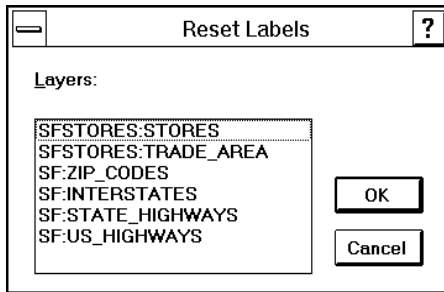 Reset Labels ?
Layers:
SFSTORES:STORES
SFSTORES:TRADE_AREA
SF:ZIP_CODES
SF:INTERSTATES
SF:STATE_HIGHWAYS
SF:US_HIGHWAYS
OK
Cancel